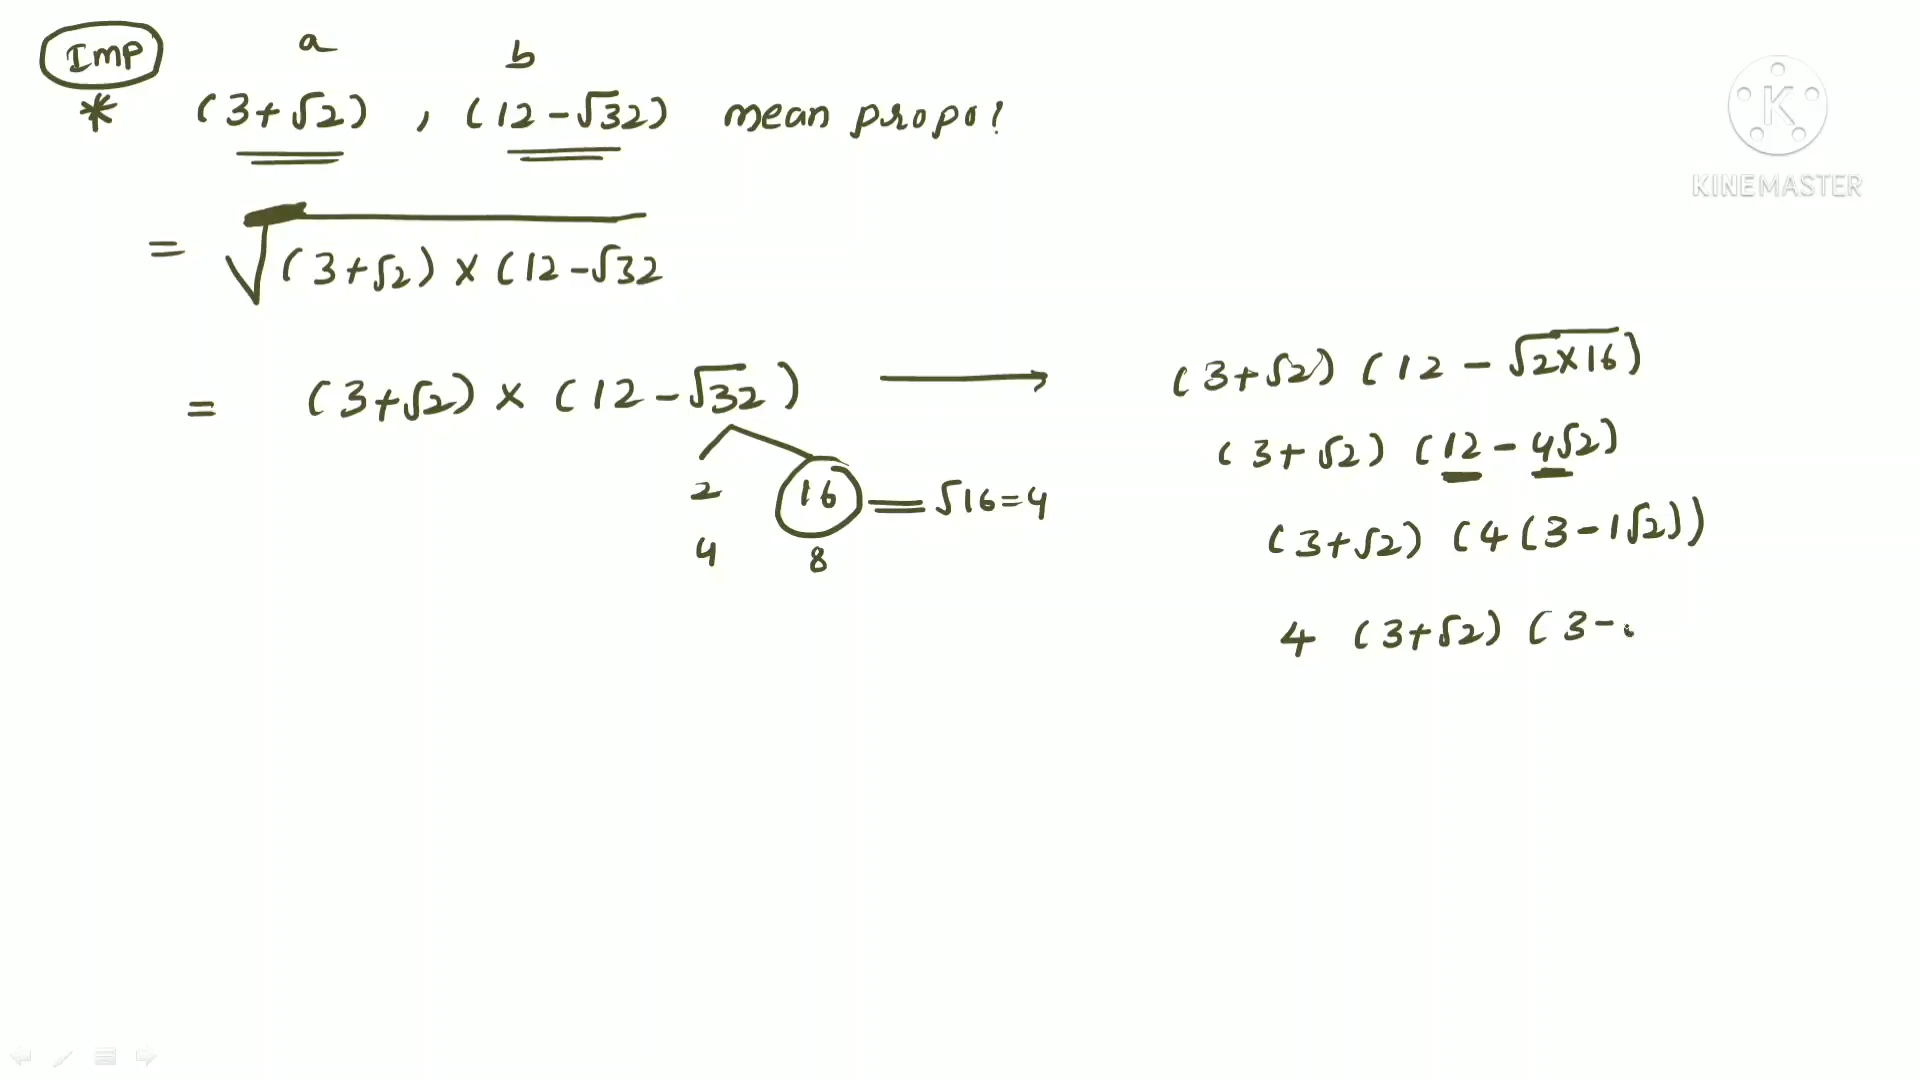 Imp
a b
* (3+√2) , (12-√32) mean propo?
KINEMASTER
= √(3+√2) × (12-√32
= (3+√2) × (12-√32) → (3+√2) (12 - √2×16)
(3+√2) (12 - 4√2)
2 16 = √16=4
(3+√2) (4(3-1√2))
4 8
4 (3+√2) (3-